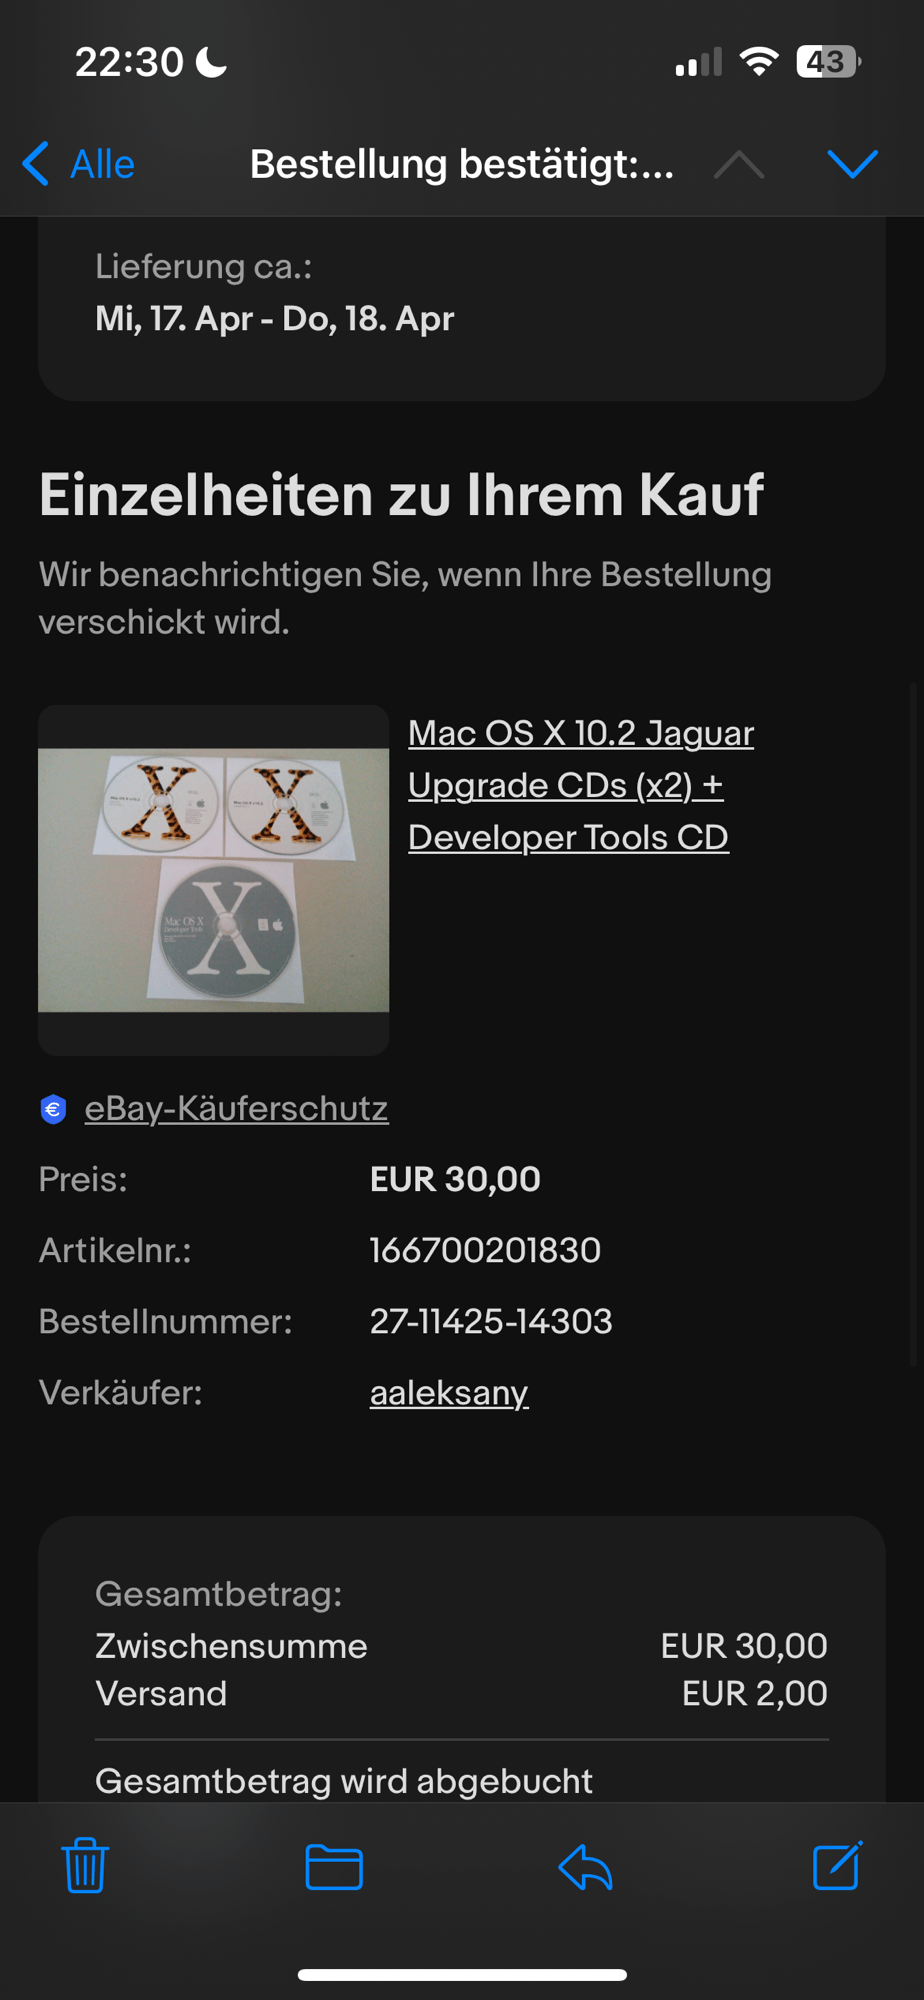 22:30
43
Alle
Bestellung bestätigt:...
Lieferung ca.:
Mi, 17. Apr - Do, 18. Apr
Einzelheiten zu Ihrem Kauf
Wir benachrichtigen Sie, wenn Ihre Bestellung
verschickt wird.
Mac OS X 10.2 Jaguar
Upgrade CDs (x2) +
Developer Tools CD
Mac OS X
Developer Tools
eBay-Käuferschutz
Preis: EUR 30,00
Artikelnr.: 166700201830
Bestellnummer: 27-11425-14303
Verkäufer: aaleksany
Gesamtbetrag:
Zwischensumme EUR 30,00
Versand EUR 2,00
Gesamtbetrag wird abgebucht